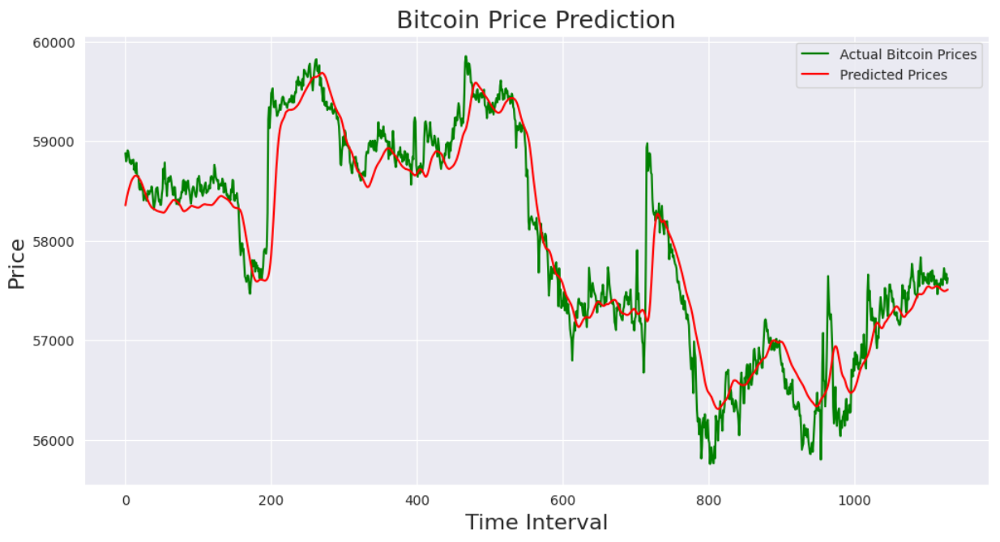 Bitcoin Price Prediction
60000
59000
58000
57000
56000
Price
0
200
400
600
800
1000
Time Interval
Actual Bitcoin Prices
Predicted Prices